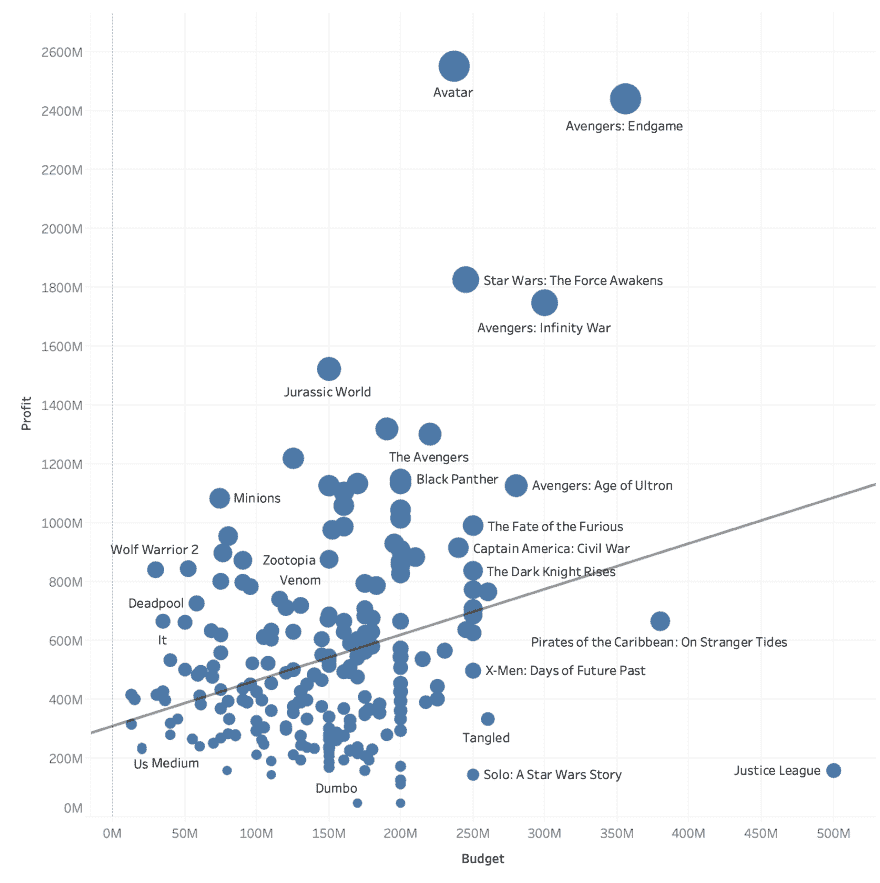 2600M
Avatar
2400M
Avengers: Endgame
2200M
2000M
1800M
Star Wars: The Force Awakens
Avengers: Infinity War
1600M
Jurassic World
1400M
The Avengers
1200M
Black Panther
Avengers: Age of Ultron
Minions
1000M
The Fate of the Furious
Wolf Warrior 2
Captain America: Civil War
Zootopia
The Dark Knight Rises
Venom
800M
Deadpool
It
600M
Pirates of the Caribbean: On Stranger Tides
X-Men: Days of Future Past
400M
Tangled
200M
Us Medium
Solo: A Star Wars Story
Justice League
Dumbo
0M
Profit
0M 50M 100M 150M 200M 250M 300M 350M 400M 450M 500M
Budget